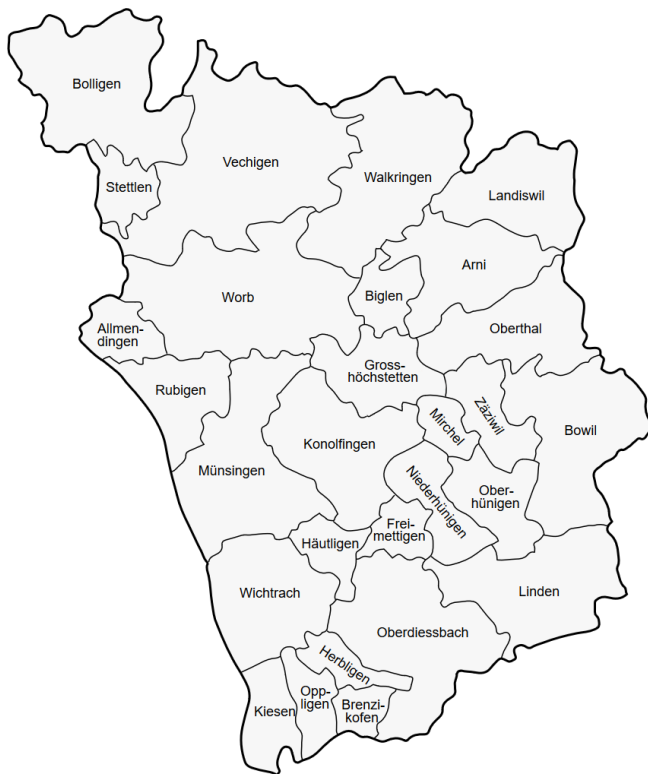 Bolligen
Vechigen
Walkringen
Stettlen
Landiswil
Arni
Worb
Biglen
Allmen-
dingen
Oberthal
Gross-
höchstetten
Rubigen
Zäziwil
Mirchel
Bowil
Konolfingen
Münsingen
Niederhünigen
Ober-
hünigen
Frei-
mettigen
Häutligen
Wichtrach
Linden
Oberdiessbach
Herbligen
Kiesen
Opp-
ligen
Brenzi-
kofen